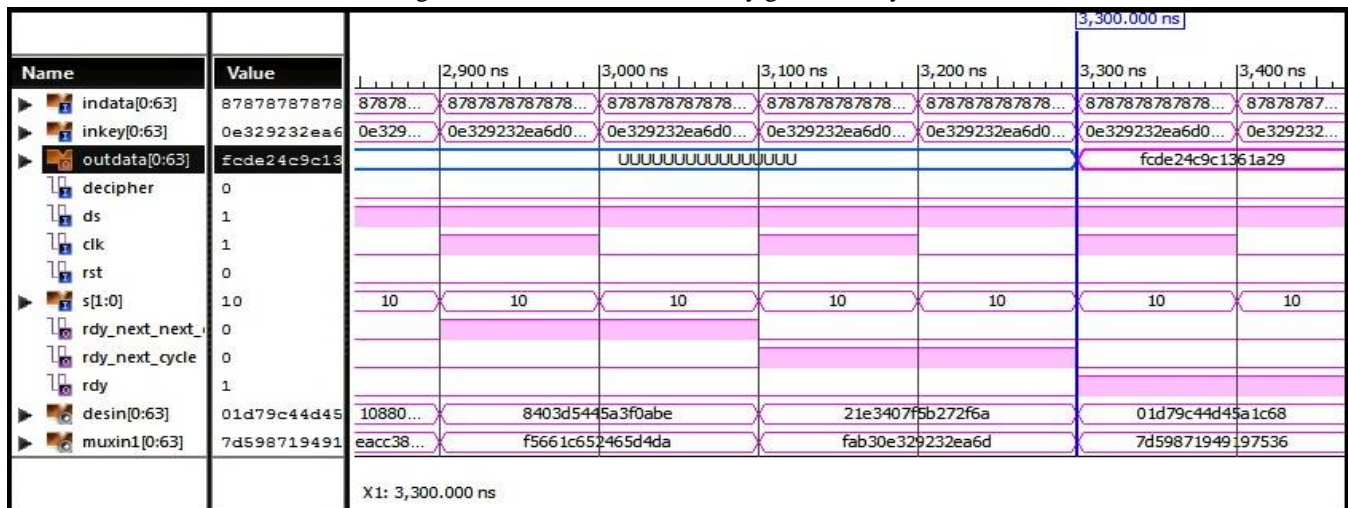 3,300.000 ns
Name Value 2,900 ns 3,000 ns 3,100 ns 3,200 ns 3,300 ns 3,400 ns
indata[0:63] 87878787878 87878... 8787878787878... 8787878787878... 8787878787878... 8787878787878... 8787878787878... 87878787...
inkey[0:63] 0e329232ea6 0e329... 0e329232ea6d0... 0e329232ea6d0... 0e329232ea6d0... 0e329232ea6d0... 0e329232ea6d0... 0e329232...
outdata[0:63] fcde24c9c13 UUUUUUUUUUUUUUUU fcde24c9c1361a29
decipher 0
ds 1
clk 1
rst 0
s[1:0] 10 10 10 10 10 10 10 10
rdy_next_next_ 0
rdy_next_cycle 0
rdy 1
desin[0:63] 01d79c44d45 10880... 8403d5445a3f0abe 21e3407f5b272f6a 01d79c44d45a1c68
muxin1[0:63] 7d598719491 eacc38... f5661c652465d4da fab30e329232ea6d 7d59871949197536
X1: 3,300.000 ns